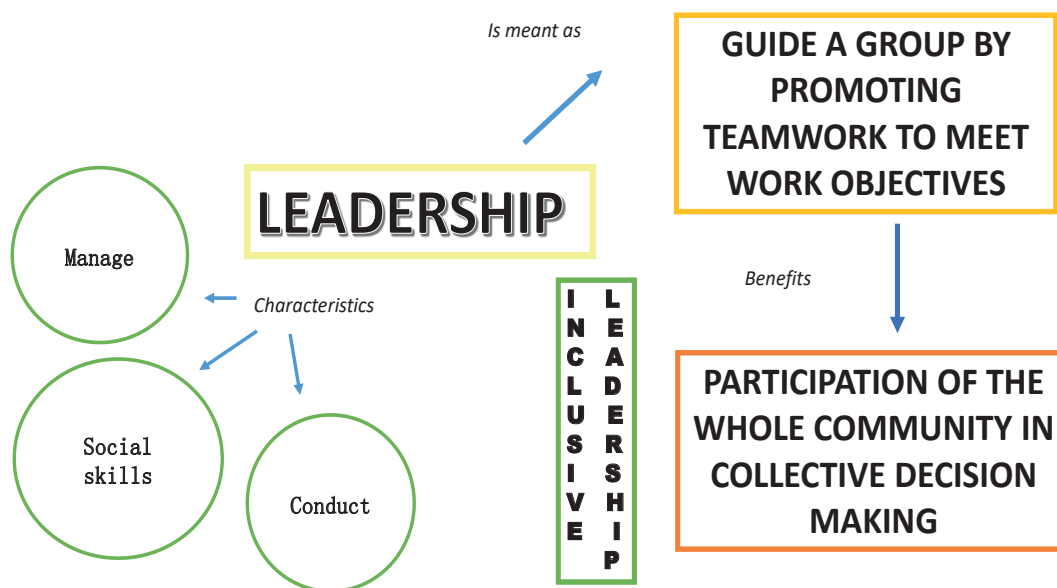 Is meant as
GUIDE A GROUP BY
PROMOTING
TEAMWORK TO MEET
WORK OBJECTIVES
LEADERSHIP
Manage
Characteristics
Benefits
INCLUSIVE
LEADERSHIP
Social
skills
Conduct
PARTICIPATION OF THE
WHOLE COMMUNITY IN
COLLECTIVE DECISION
MAKING